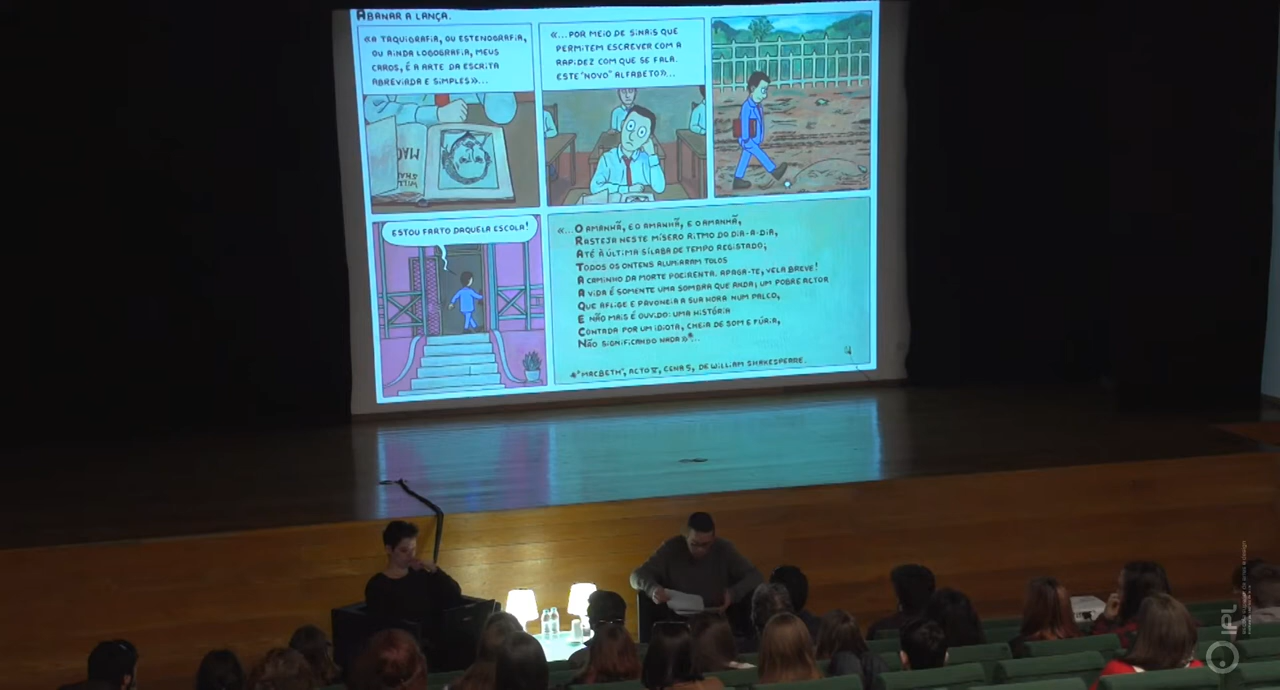 ABANAR A LANÇA.
«A TAQUIGRAFIA, OU ESTENOGRAFIA,
OU AINDA LOGOGRAFIA, MEUS
CAROS, É A ARTE DA ESCRITA
ABREVIADA E SIMPLES»...
«...POR MEIO DE SINAIS QUE
PERMITEM ESCREVER COM A
RAPIDEZ COM QUE SE FALA.
ESTE "NOVO" ALFABETO»...
MAC
WILL
SHA
ESTOU FARTO DAQUELA ESCOLA!
«...O AMANHÃ, E O AMANHÃ, E O AMANHÃ,
RASTEJA NESTE MÍSERO RITMO DO DIA-A-DIA,
ATÉ À ÚLTIMA SÍLABA DE TEMPO REGISTADO;
TODOS OS ONTENS ALUMIARAM TOLOS
A CAMINHO DA MORTE POEIRENTA. APAGA-TE, VELA BREVE!
A VIDA É SOMENTE UMA SOMBRA QUE ANDA; UM POBRE ACTOR
QUE AFLIGE E PAVONEIA A SUA HORA NUM PALCO,
E NÃO MAIS É OUVIDO: UMA HISTÓRIA
CONTADA POR UM IDIOTA, CHEIA DE SOM E FÚRIA,
NÃO SIGNIFICANDO NADA»*...
*"MACBETH", ACTO V, CENA 5, DE WILLIAM SHAKESPEARE.
IPL